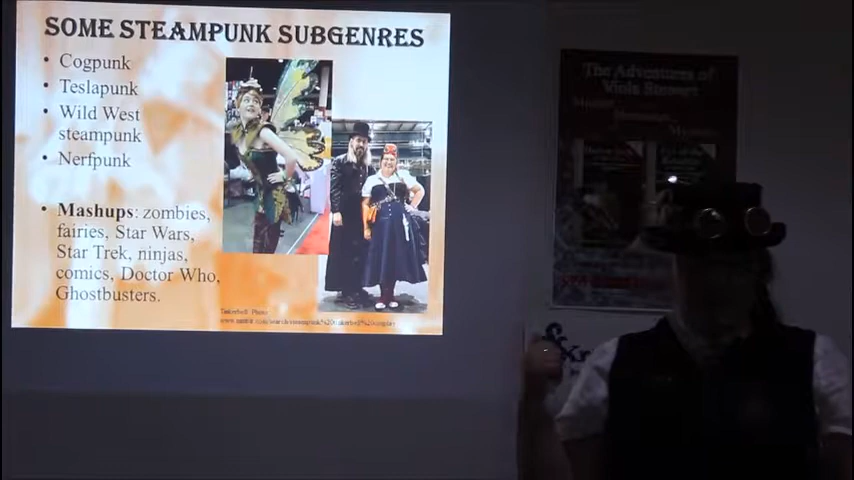 SOME STEAMPUNK SUBGENRES
• Cogpunk
• Teslapunk
• Wild West
steampunk
• Nerfpunk
• Mashups: zombies,
fairies, Star Wars,
Star Trek, ninjas,
comics, Doctor Who,
Ghostbusters.
The Adventures of
Viola Stewart